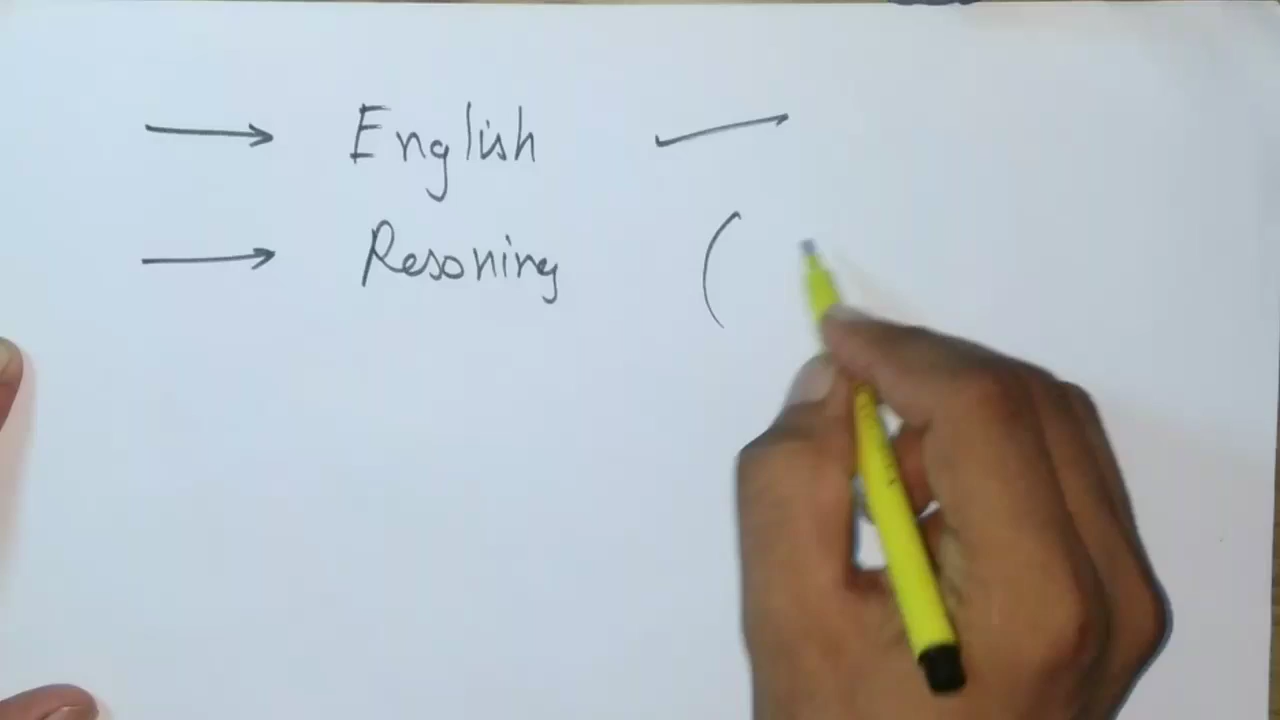 → English
→ Resoning (